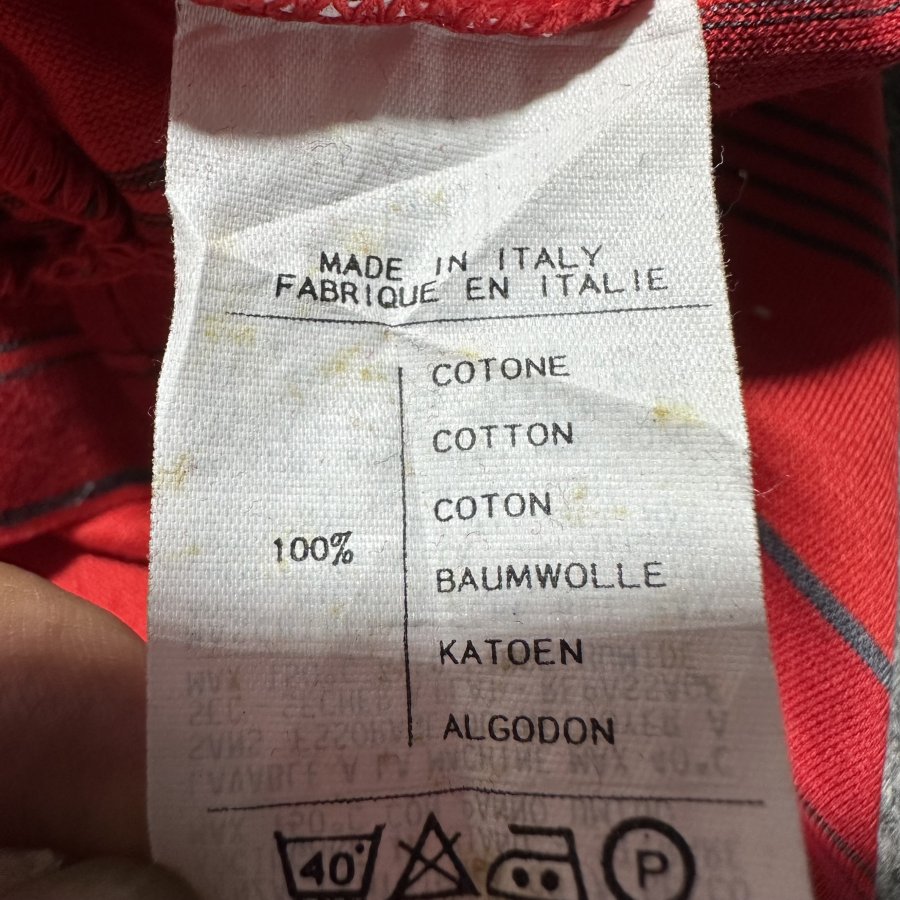 MADE IN ITALY
FABRIQUE EN ITALIE
COTONE
COTTON
COTON
100%
BAUMWOLLE
KATOEN
ALGODON
40°
P